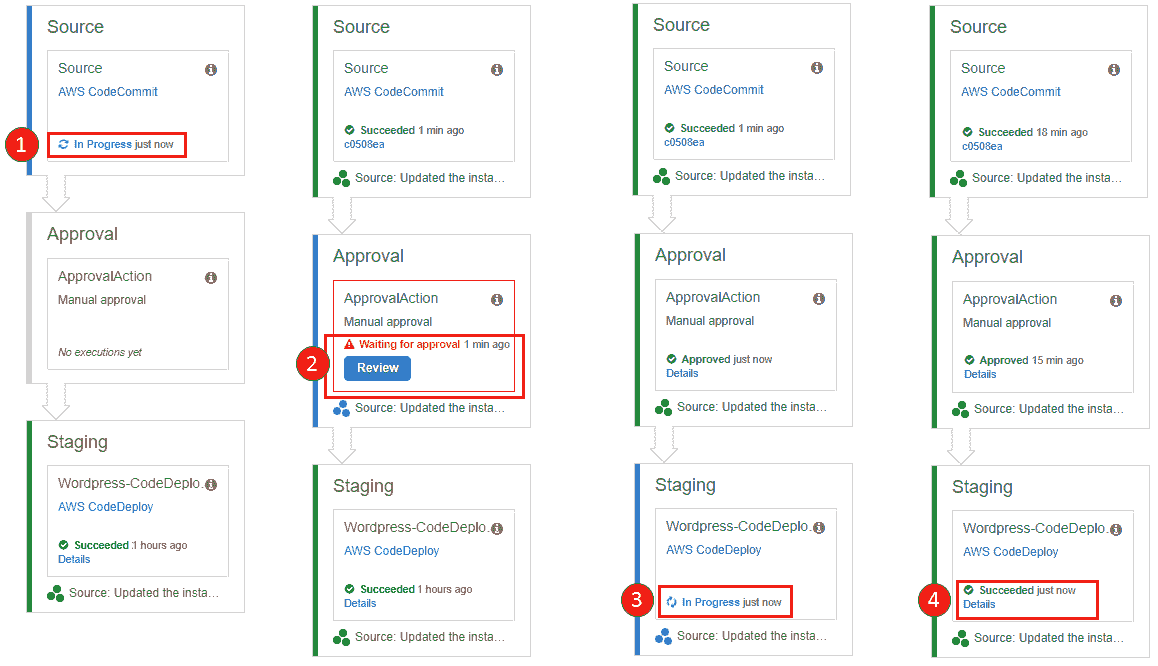 Source
Source
AWS CodeCommit
1
In Progress just now
Approval
ApprovalAction
Manual approval
No executions yet
Staging
Wordpress-CodeDeplo.
AWS CodeDeploy
Succeeded 1 hours ago
Details
Source: Updated the insta…
Source
Source
AWS CodeCommit
Succeeded 1 min ago
c0508ea
Source: Updated the insta…
Approval
ApprovalAction
Manual approval
2
Waiting for approval 1 min ago
Review
Source: Updated the insta…
Staging
Wordpress-CodeDeplo.
AWS CodeDeploy
Succeeded 1 hours ago
Details
Source: Updated the insta…
Source
Source
AWS CodeCommit
Succeeded 1 min ago
c0508ea
Source: Updated the insta…
Approval
ApprovalAction
Manual approval
Approved just now
Details
Source: Updated the insta…
Staging
Wordpress-CodeDeplo.
AWS CodeDeploy
3
In Progress just now
Source: Updated the insta…
Source
Source
AWS CodeCommit
Succeeded 18 min ago
c0508ea
Source: Updated the insta…
Approval
ApprovalAction
Manual approval
Approved 15 min ago
Details
Source: Updated the insta…
Staging
Wordpress-CodeDeplo.
AWS CodeDeploy
4
Succeeded just now
Details
Source: Updated the insta…